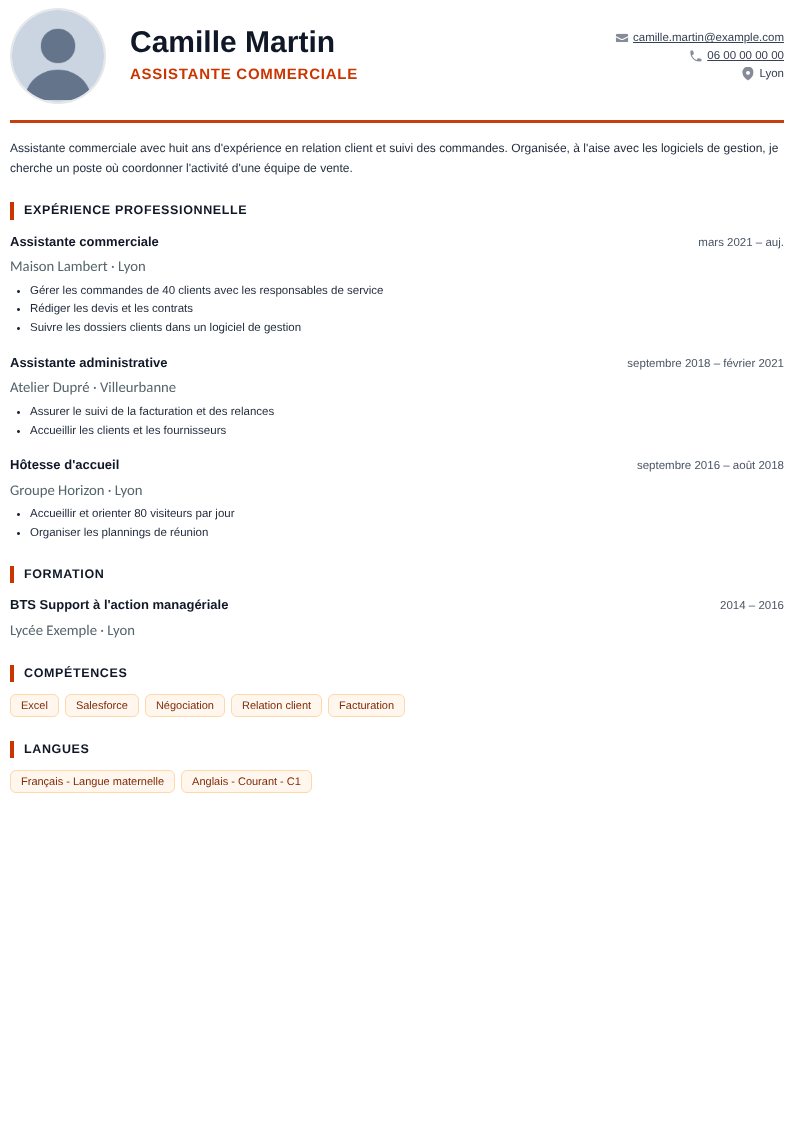 Camille Martin
ASSISTANTE COMMERCIALE
camille.martin@example.com
06 00 00 00 00
Lyon
Assistante commerciale avec huit ans d'expérience en relation client et suivi des commandes. Organisée, à l'aise avec les logiciels de gestion, je
cherche un poste où coordonner l'activité d'une équipe de vente.
EXPÉRIENCE PROFESSIONNELLE
Assistante commerciale mars 2021 – auj.
Maison Lambert · Lyon
• Gérer les commandes de 40 clients avec les responsables de service
• Rédiger les devis et les contrats
• Suivre les dossiers clients dans un logiciel de gestion
Assistante administrative septembre 2018 – février 2021
Atelier Dupré · Villeurbanne
• Assurer le suivi de la facturation et des relances
• Accueillir les clients et les fournisseurs
Hôtesse d'accueil septembre 2016 – août 2018
Groupe Horizon · Lyon
• Accueillir et orienter 80 visiteurs par jour
• Organiser les plannings de réunion
FORMATION
BTS Support à l'action managériale 2014 – 2016
Lycée Exemple · Lyon
COMPÉTENCES
Excel Salesforce Négociation Relation client Facturation
LANGUES
Français - Langue maternelle Anglais - Courant - C1